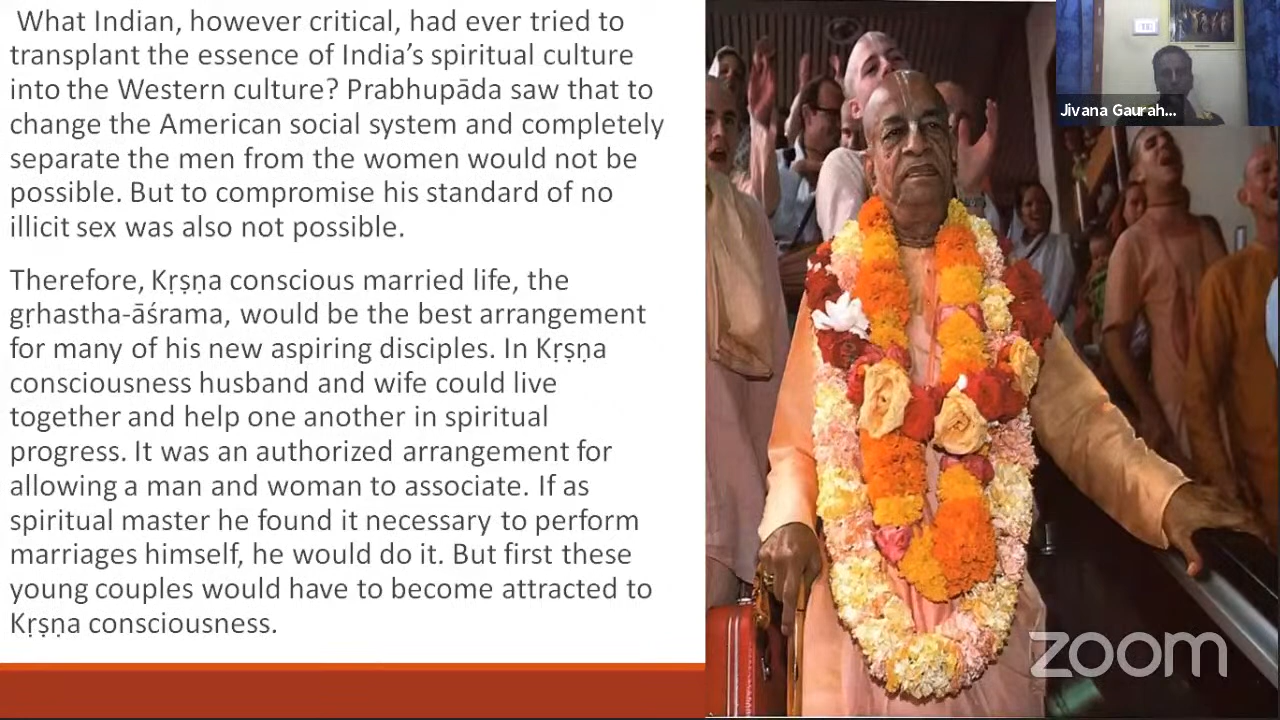 What Indian, however critical, had ever tried to
transplant the essence of India’s spiritual culture
into the Western culture? Prabhupāda saw that to
change the American social system and completely
separate the men from the women would not be
possible. But to compromise his standard of no
illicit sex was also not possible.
Therefore, Kṛṣṇa conscious married life, the
gṛhastha-āśrama, would be the best arrangement
for many of his new aspiring disciples. In Kṛṣṇa
consciousness husband and wife could live
together and help one another in spiritual
progress. It was an authorized arrangement for
allowing a man and woman to associate. If as
spiritual master he found it necessary to perform
marriages himself, he would do it. But first these
young couples would have to become attracted to
Kṛṣṇa consciousness.
Jivana Gaurah...
zoom